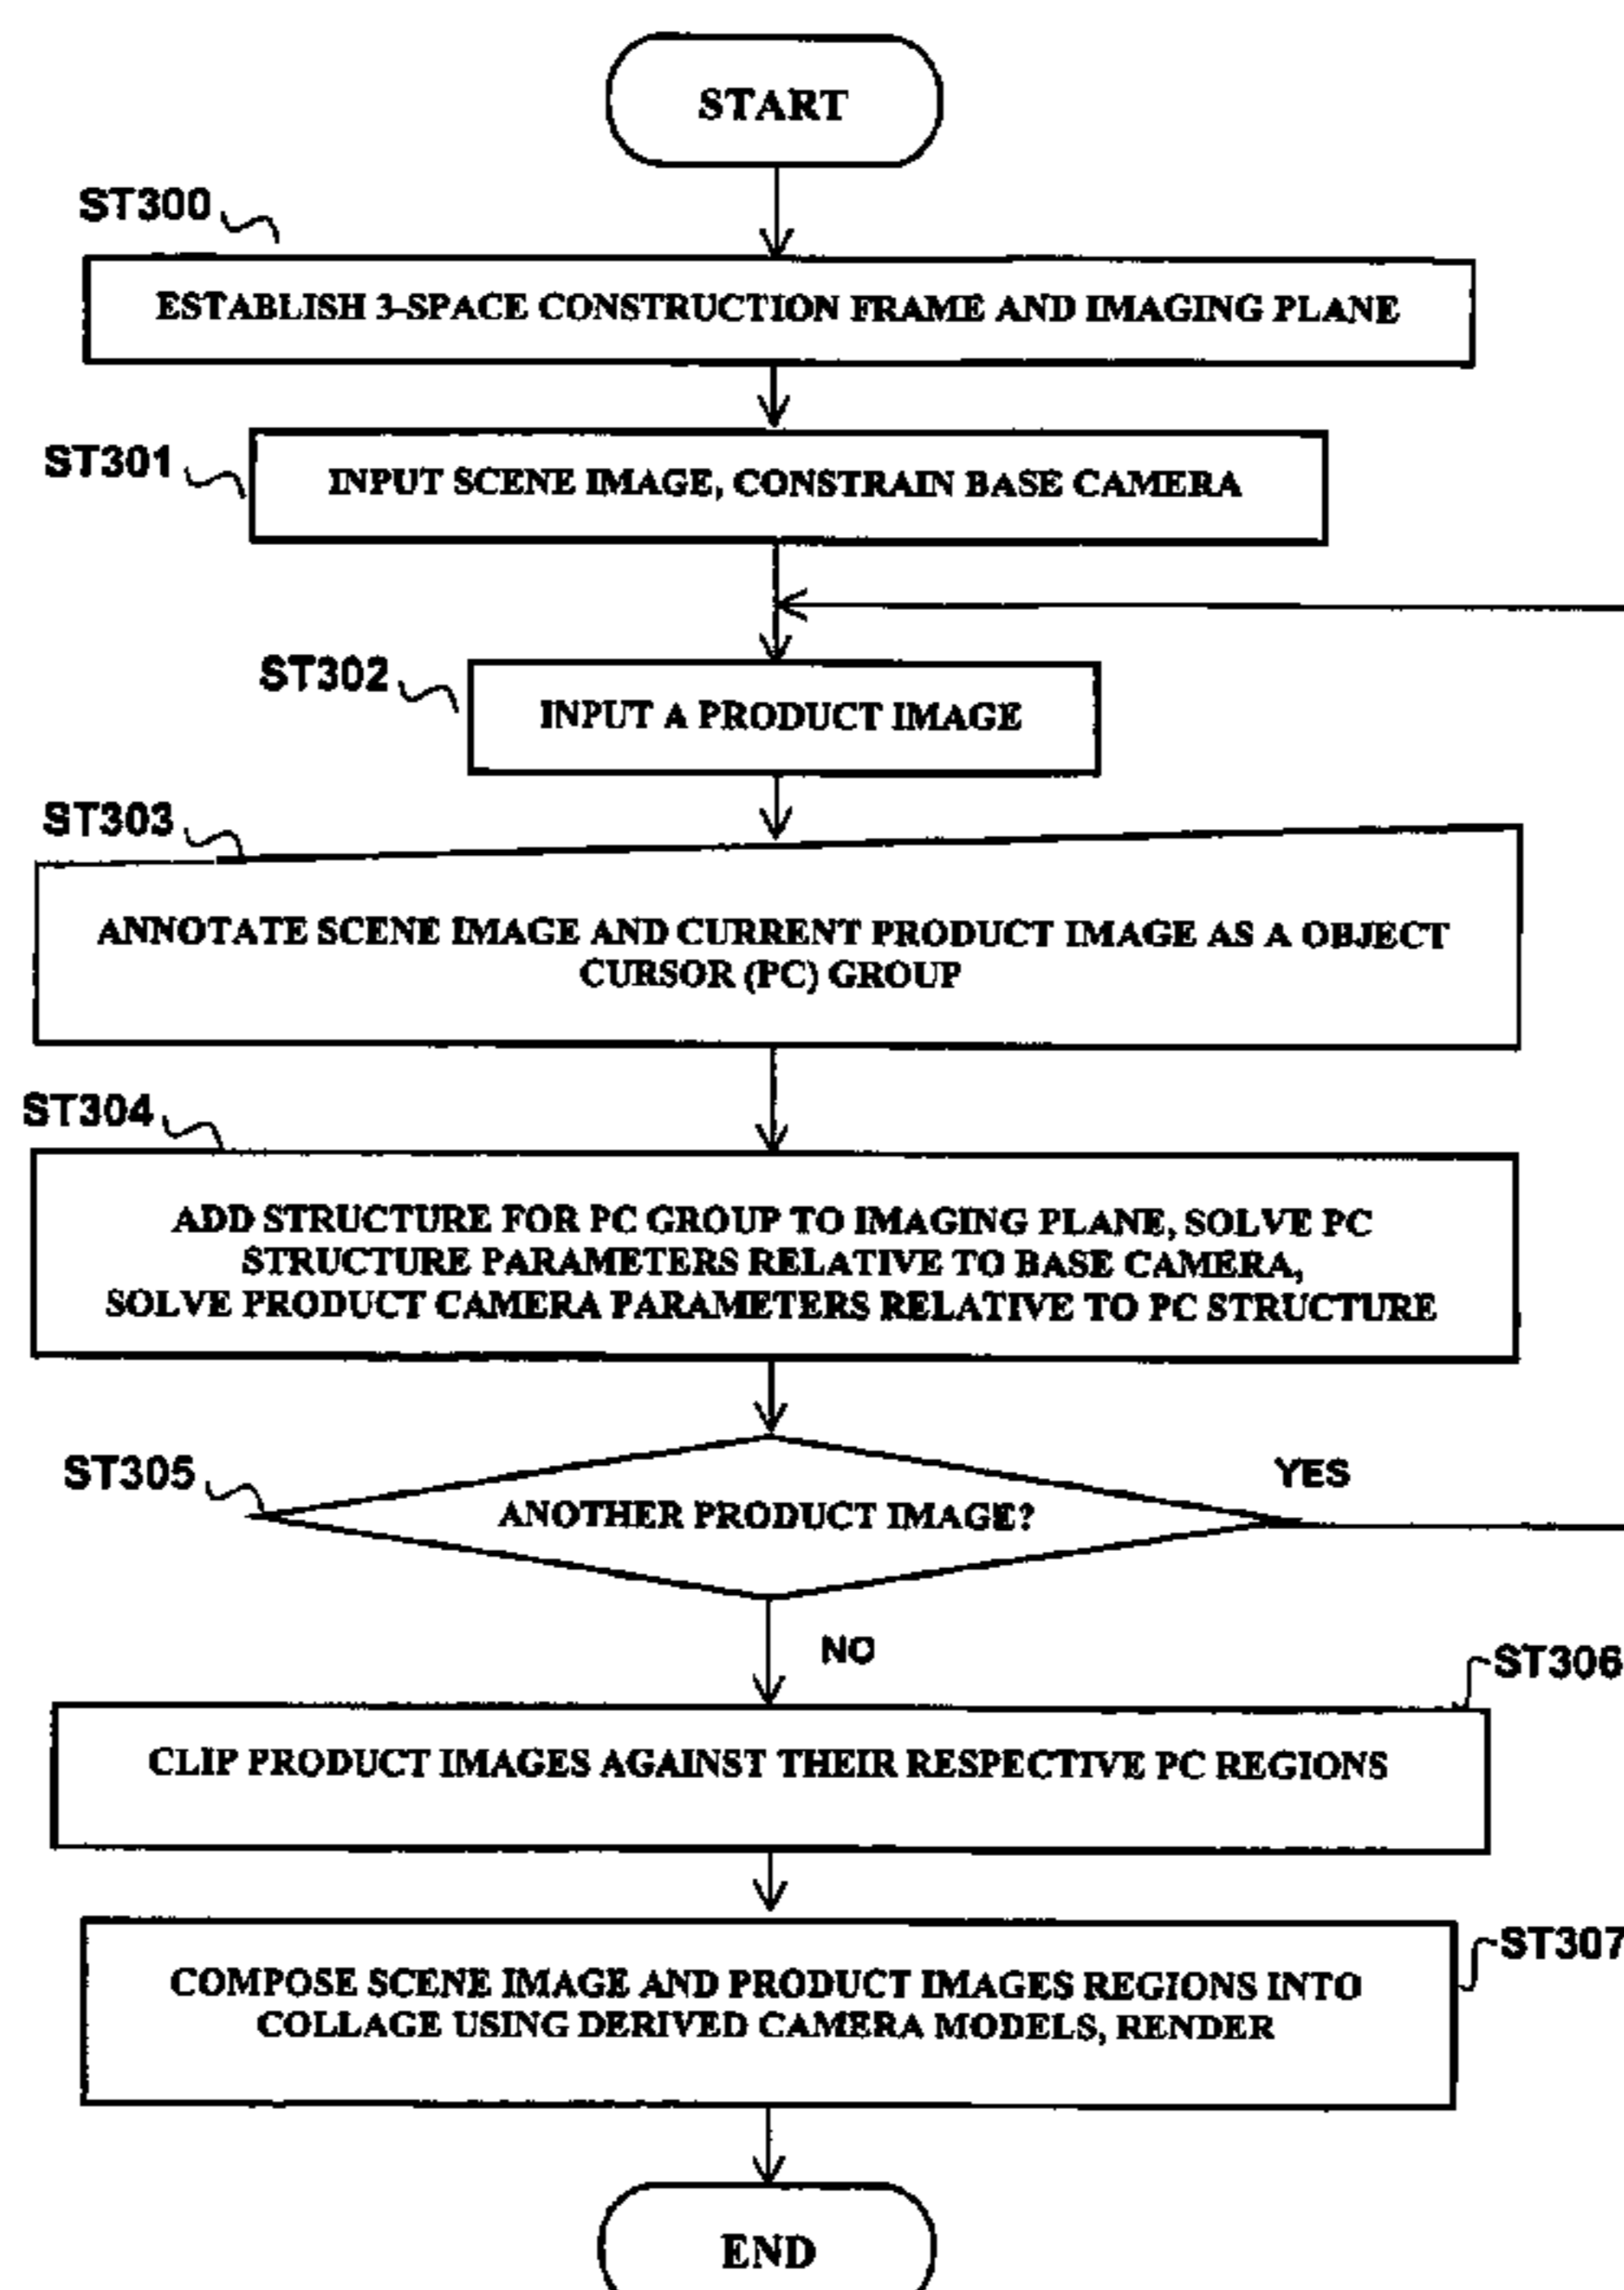 START
ST300
ESTABLISH 3-SPACE CONSTRUCTION FRAME AND IMAGING PLANE
ST301
INPUT SCENE IMAGE, CONSTRAIN BASE CAMERA
ST302
INPUT A PRODUCT IMAGE
ST303
ANNOTATE SCENE IMAGE AND CURRENT PRODUCT IMAGE AS A OBJECT
CURSOR (PC) GROUP
ST304
ADD STRUCTURE FOR PC GROUP TO IMAGING PLANE, SOLVE PC
STRUCTURE PARAMETERS RELATIVE TO BASE CAMERA,
SOLVE PRODUCT CAMERA PARAMETERS RELATIVE TO PC STRUCTURE
ST305
ANOTHER PRODUCT IMAGE?
YES
NO
ST306
CLIP PRODUCT IMAGES AGAINST THEIR RESPECTIVE PC REGIONS
ST307
COMPOSE SCENE IMAGE AND PRODUCT IMAGES REGIONS INTO
COLLAGE USING DERIVED CAMERA MODELS, RENDER
END